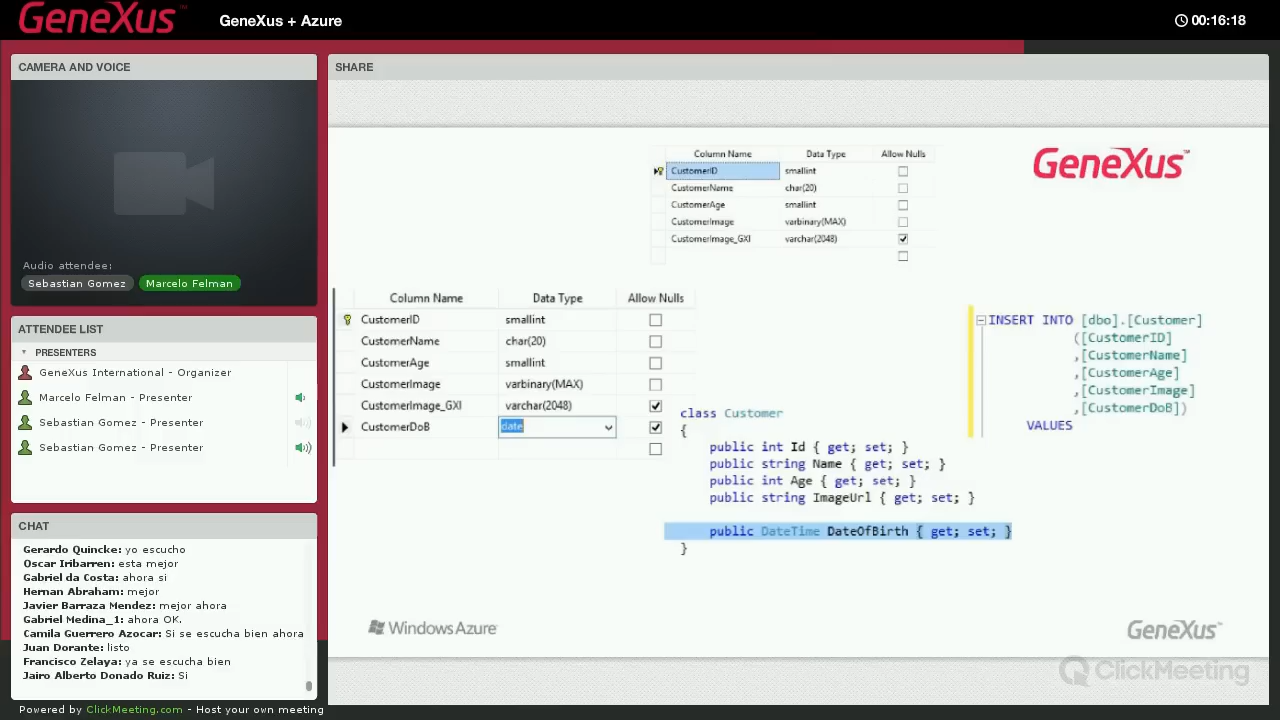 GeneXus™
GeneXus + Azure
00:16:18
CAMERA AND VOICE
Audio attendee:
Sebastian Gomez
Marcelo Felman
ATTENDEE LIST
PRESENTERS
GeneXus International - Organizer
Marcelo Felman - Presenter
Sebastian Gomez - Presenter
Sebastian Gomez - Presenter
CHAT
Gerardo Quincke: yo escucho
Oscar Iribarren: esta mejor
Gabriel da Costa: ahora si
Hernan Abraham: mejor
Javier Barraza Mendez: mejor ahora
Gabriel Medina_1: ahora OK.
Camila Guerrero Azocar: Si se escucha bien ahora
Juan Dorante: listo
Francisco Zelaya: ya se escucha bien
Jairo Alberto Donado Ruiz: Si
Powered by ClickMeeting.com - Host your own meeting
SHARE
Column Name Data Type Allow Nulls
CustomerID smallint
CustomerName char(20)
CustomerAge smallint
CustomerImage varbinary(MAX)
CustomerImage_GXI varchar(2048)
GeneXus™
Column Name Data Type Allow Nulls
CustomerID smallint
CustomerName char(20)
CustomerAge smallint
CustomerImage varbinary(MAX)
CustomerImage_GXI varchar(2048)
CustomerDoB date
class Customer
{
public int Id { get; set; }
public string Name { get; set; }
public int Age { get; set; }
public string ImageUrl { get; set; }
public DateTime DateOfBirth { get; set; }
}
INSERT INTO [dbo].[Customer]
([CustomerID]
,[CustomerName]
,[CustomerAge]
,[CustomerImage]
,[CustomerDoB])
VALUES
Windows Azure
GeneXus™
ClickMeeting